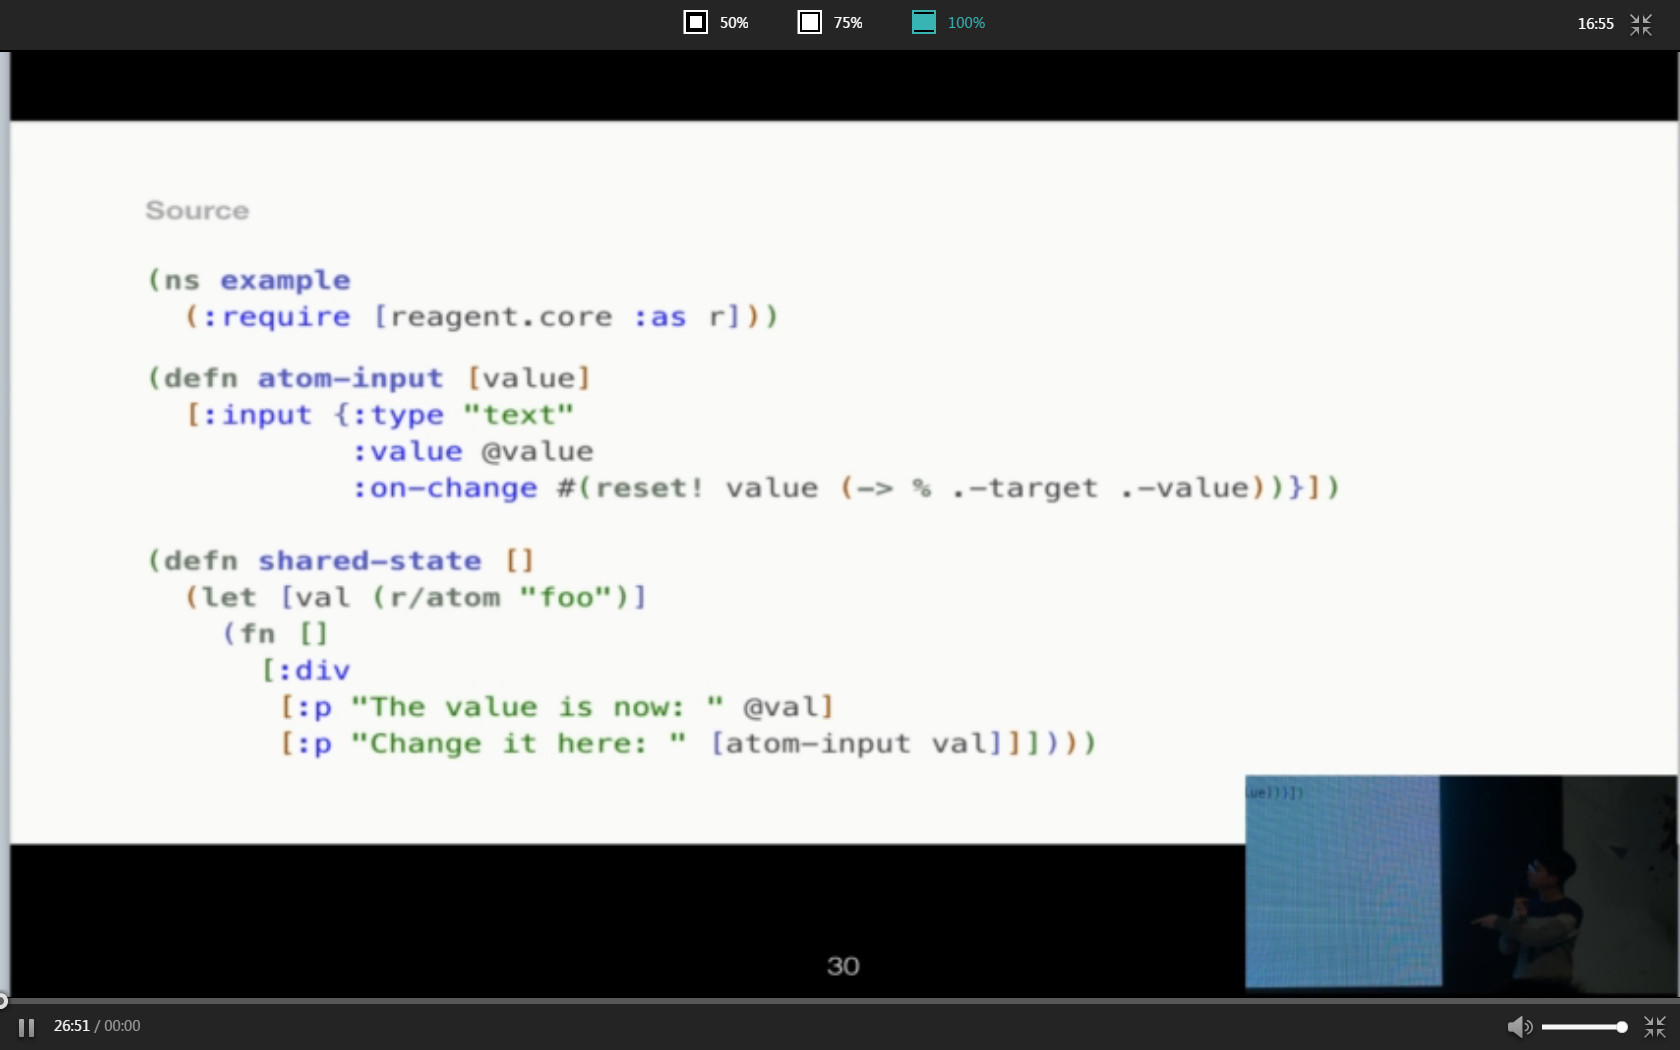 50% 75% 100% 16:55
Source
(ns example
(:require [reagent.core :as r]))
(defn atom-input [value]
[:input {:type "text"
:value @value
:on-change #(reset! value (-> % .-target .-value))}])
(defn shared-state []
(let [val (r/atom "foo")]
(fn []
[:div
[:p "The value is now: " @val]
[:p "Change it here: " [atom-input val]]])))
lue))}])
30
26:51 / 00:00